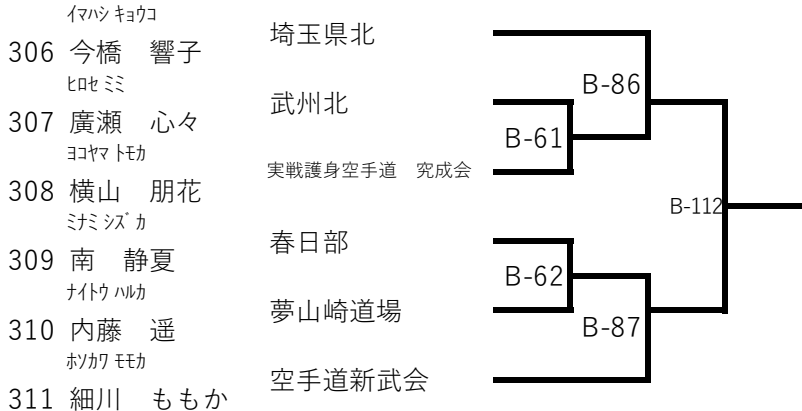 イマハシ キョウコ
306 今橋　響子 埼玉県北
B-86
ヒロセ ミミ
307 廣瀬　心々 武州北
B-61
ヨコヤマ トモカ
308 横山　朋花 実戦護身空手道　究成会
B-112
ミナミ シズカ
309 南　静夏 春日部
B-62
ナイトウ ハルカ
310 内藤　遥 夢山崎道場
B-87
ホソカワ モモカ
311 細川　ももか 空手道新武会